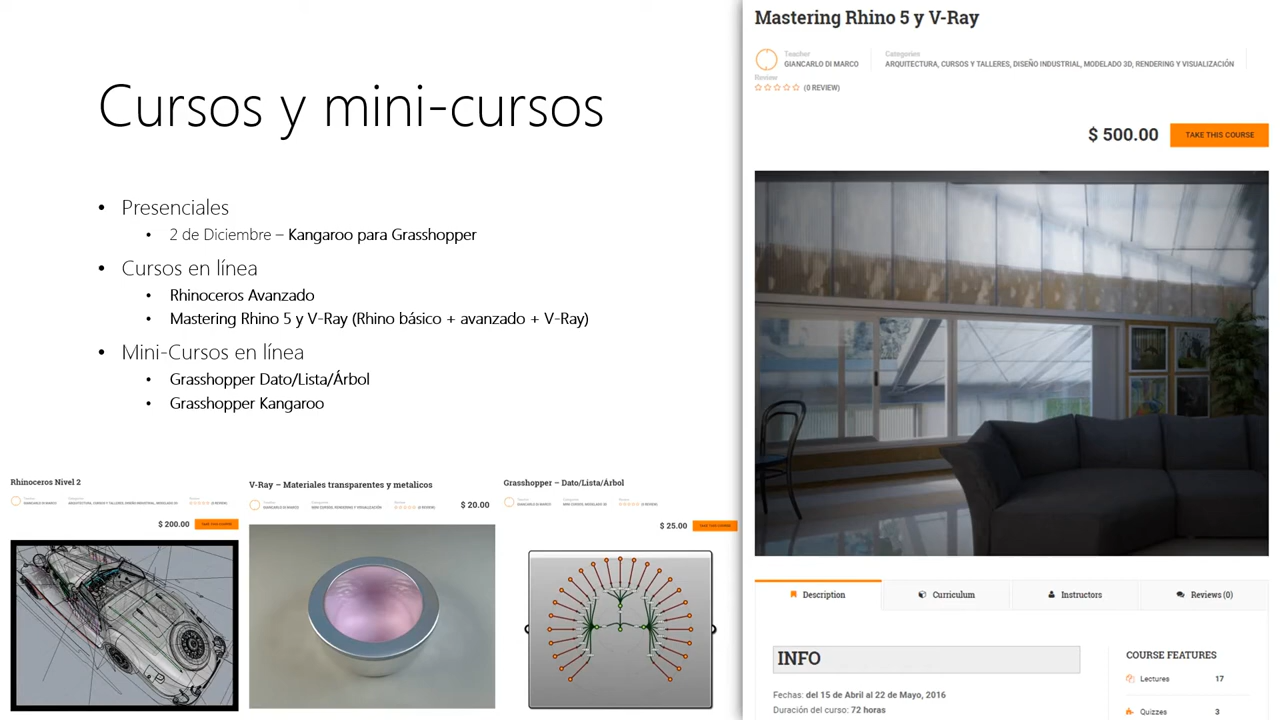 Cursos y mini-cursos
• Presenciales
• 2 de Diciembre – Kangaroo para Grasshopper
• Cursos en línea
• Rhinoceros Avanzado
• Mastering Rhino 5 y V-Ray (Rhino básico + avanzado + V-Ray)
• Mini-Cursos en línea
• Grasshopper Dato/Lista/Árbol
• Grasshopper Kangaroo
Rhinoceros Nivel 2
$ 200.00
V-Ray – Materiales transparentes y metalicos
$ 20.00
Grasshopper – Dato/Lista/Árbol
$ 25.00
Mastering Rhino 5 y V-Ray
Teacher
GIANCARLO DI MARCO
Categories
ARQUITECTURA, CURSOS Y TALLERES, DISEÑO INDUSTRIAL, MODELADO 3D, RENDERING Y VISUALIZACIÓN
Review
(0 REVIEW)
$ 500.00
TAKE THIS COURSE
Description
Curriculum
Instructors
Reviews (0)
INFO
Fechas: del 15 de Abril al 22 de Mayo, 2016
Duración del curso: 72 horas
COURSE FEATURES
Lectures 17
Quizzes 3